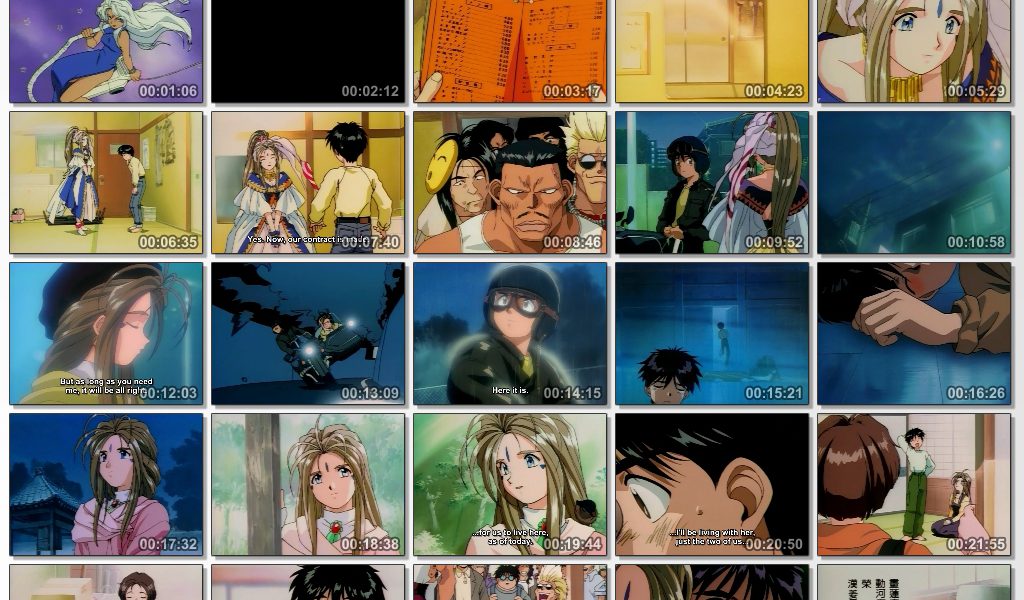 00:01:06
00:02:12
00:03:17
00:04:23
00:05:29
00:06:35
Yes. Now, our contract is made.
00:07:40
00:08:46
00:09:52
00:10:58
But as long as you need
me, it will be all right.
00:12:03
00:13:09
Here it is.
00:14:15
00:15:21
00:16:26
00:17:32
00:18:38
...for us to live here,
as of today.
00:19:44
...I'll be living with her,
just the two of us.
00:20:50
00:21:55